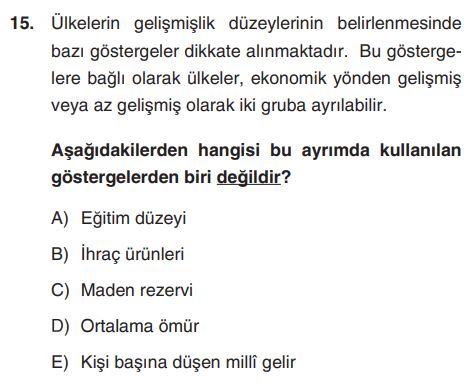 15. Ülkelerin gelişmişlik düzeylerinin belirlenmesinde
bazı göstergeler dikkate alınmaktadır. Bu gösterge-
lere bağlı olarak ülkeler, ekonomik yönden gelişmiş
veya az gelişmiş olarak iki gruba ayrılabilir.
Aşağıdakilerden hangisi bu ayrımda kullanılan
göstergelerden biri değildir?
A) Eğitim düzeyi
B) İhraç ürünleri
C) Maden rezervi
D) Ortalama ömür
E) Kişi başına düşen millî gelir